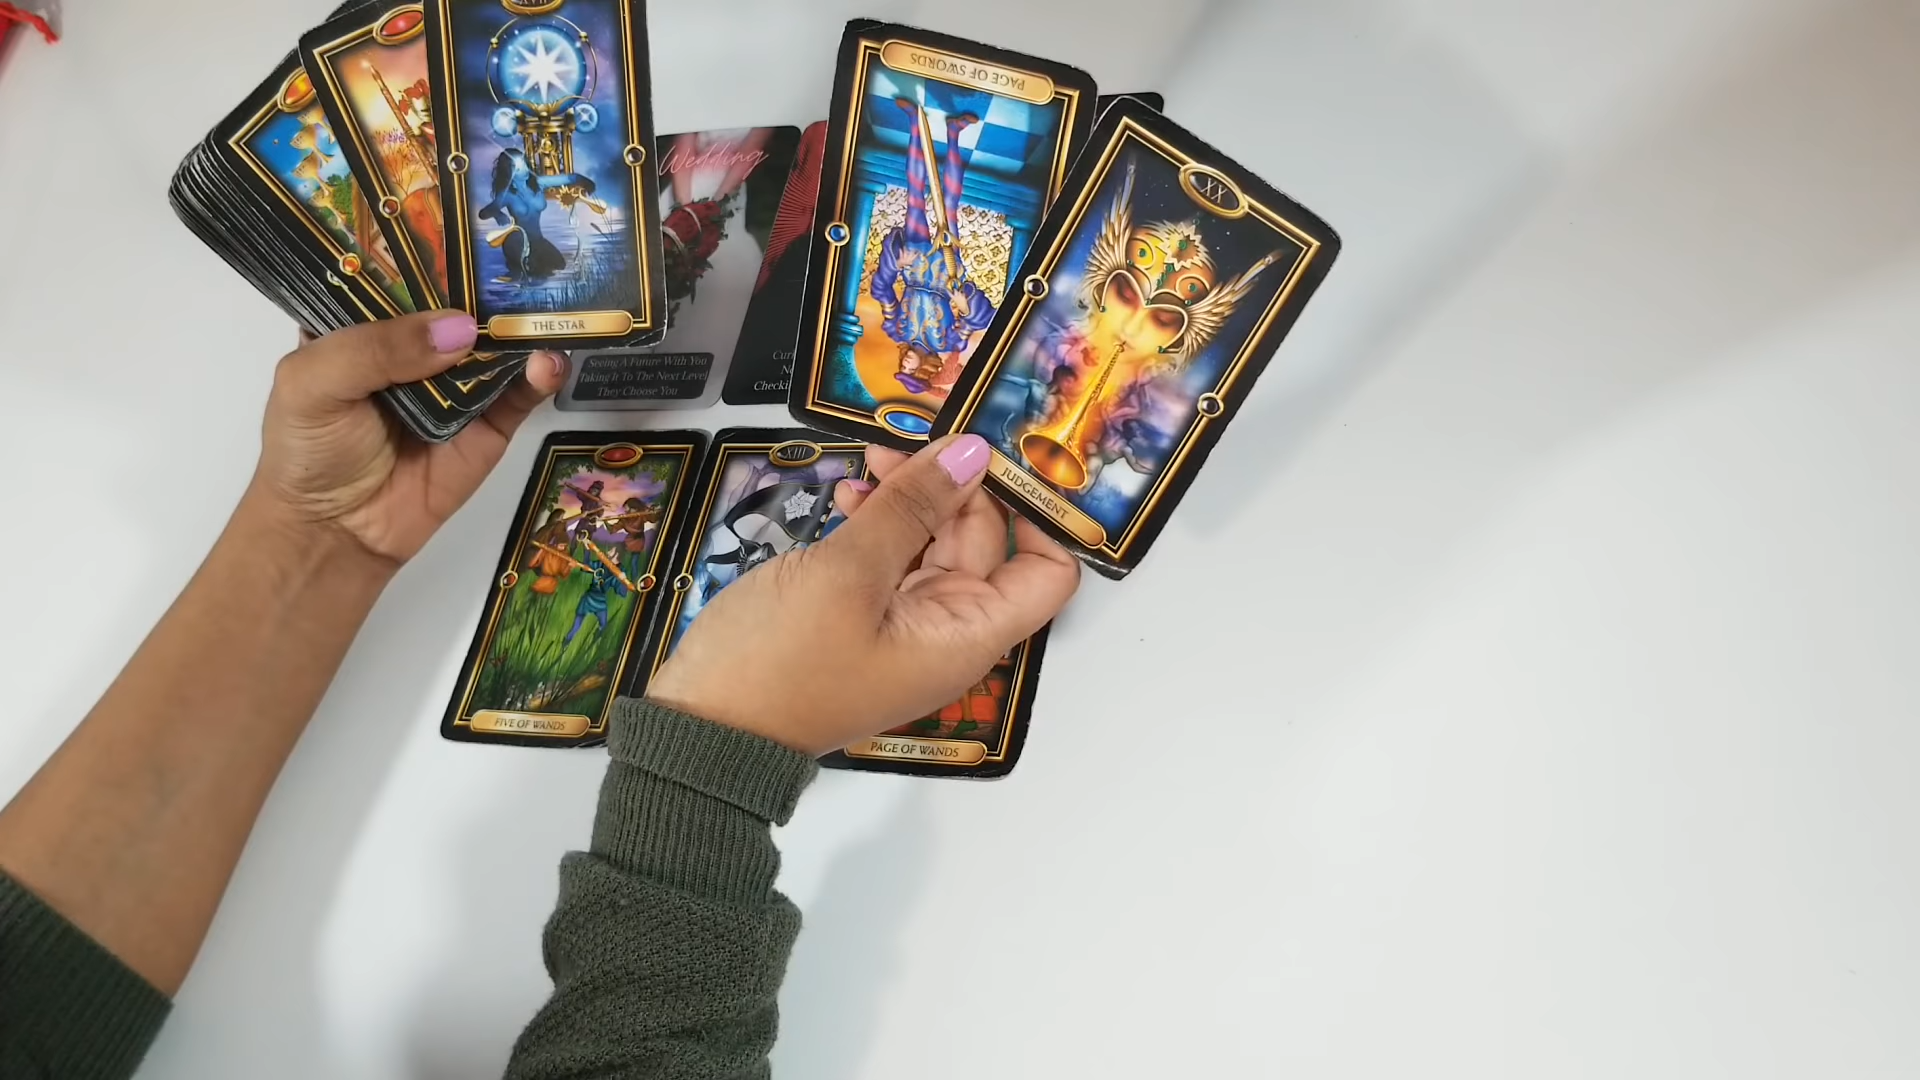 XVII
THE STAR
Wedding
Seeing A Future With You
Taking It To The Next Level
They Choose You
PAGE OF SWORDS
XX
JUDGEMENT
FIVE OF WANDS
XIII
PAGE OF WANDS